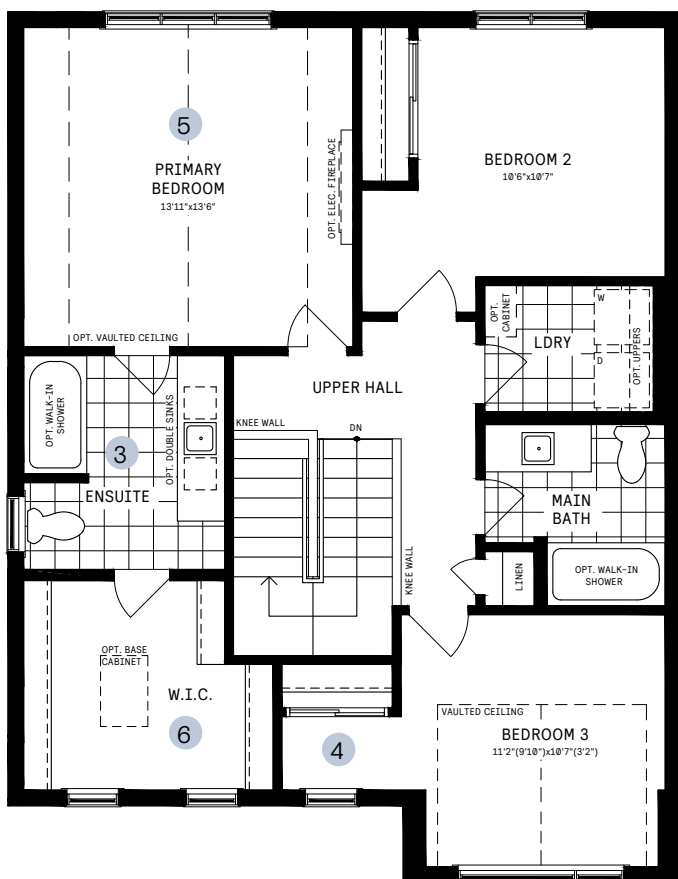 5
PRIMARY
BEDROOM
13'11"x13'6"
OPT. ELEC. FIREPLACE
OPT. VAULTED CEILING
BEDROOM 2
10'6"x10'7"
OPT.
CABINET
W
LDRY
D
OPT. UPPERS
UPPER HALL
KNEE WALL
DN
KNEE WALL
OPT. WALK-IN
SHOWER
3
OPT. DOUBLE SINKS
ENSUITE
MAIN
BATH
LINEN
OPT. WALK-IN
SHOWER
OPT. BASE
CABINET
W.I.C.
6
4
VAULTED CEILING
BEDROOM 3
11'2"(9'10")x10'7"(3'2")